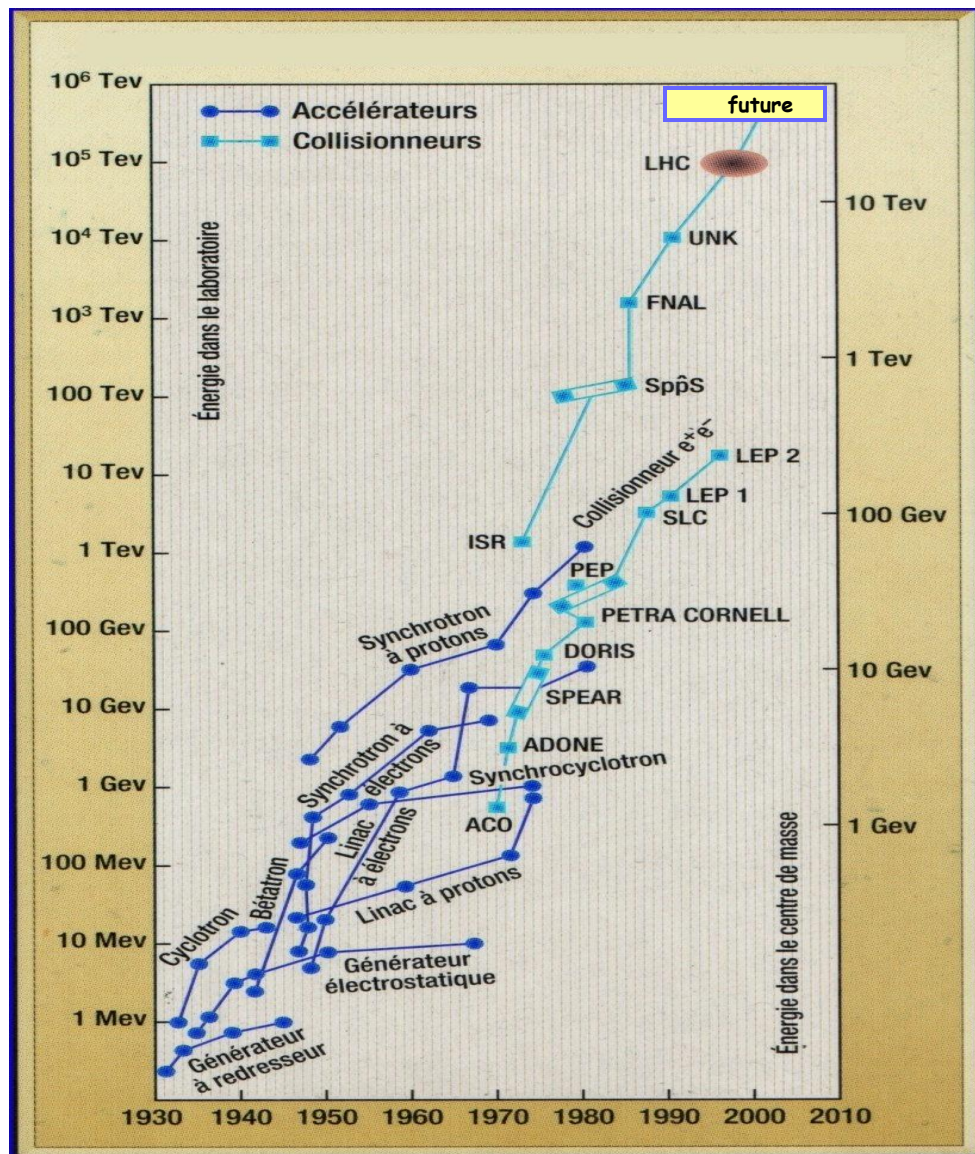 future
Accélérateurs
Collisionneurs
10⁶ Tev
10⁵ Tev
10⁴ Tev
10³ Tev
100 Tev
10 Tev
1 Tev
100 Gev
10 Gev
1 Gev
100 Mev
10 Mev
1 Mev
Énergie dans le laboratoire
LHC
UNK
FNAL
Spp̂S
Collisionneur e⁺e⁻
LEP 2
LEP 1
SLC
ISR
PEP
PETRA CORNELL
DORIS
SPEAR
ADONE
ACO
Synchrotron
à protons
Synchrotron à
électrons
Synchrocyclotron
Linac
à électrons
Linac à protons
Bétatron
Cyclotron
Générateur
électrostatique
Générateur
à redresseur
10 Tev
1 Tev
100 Gev
10 Gev
1 Gev
Énergie dans le centre de masse
1930 1940 1950 1960 1970 1980 1990 2000 2010